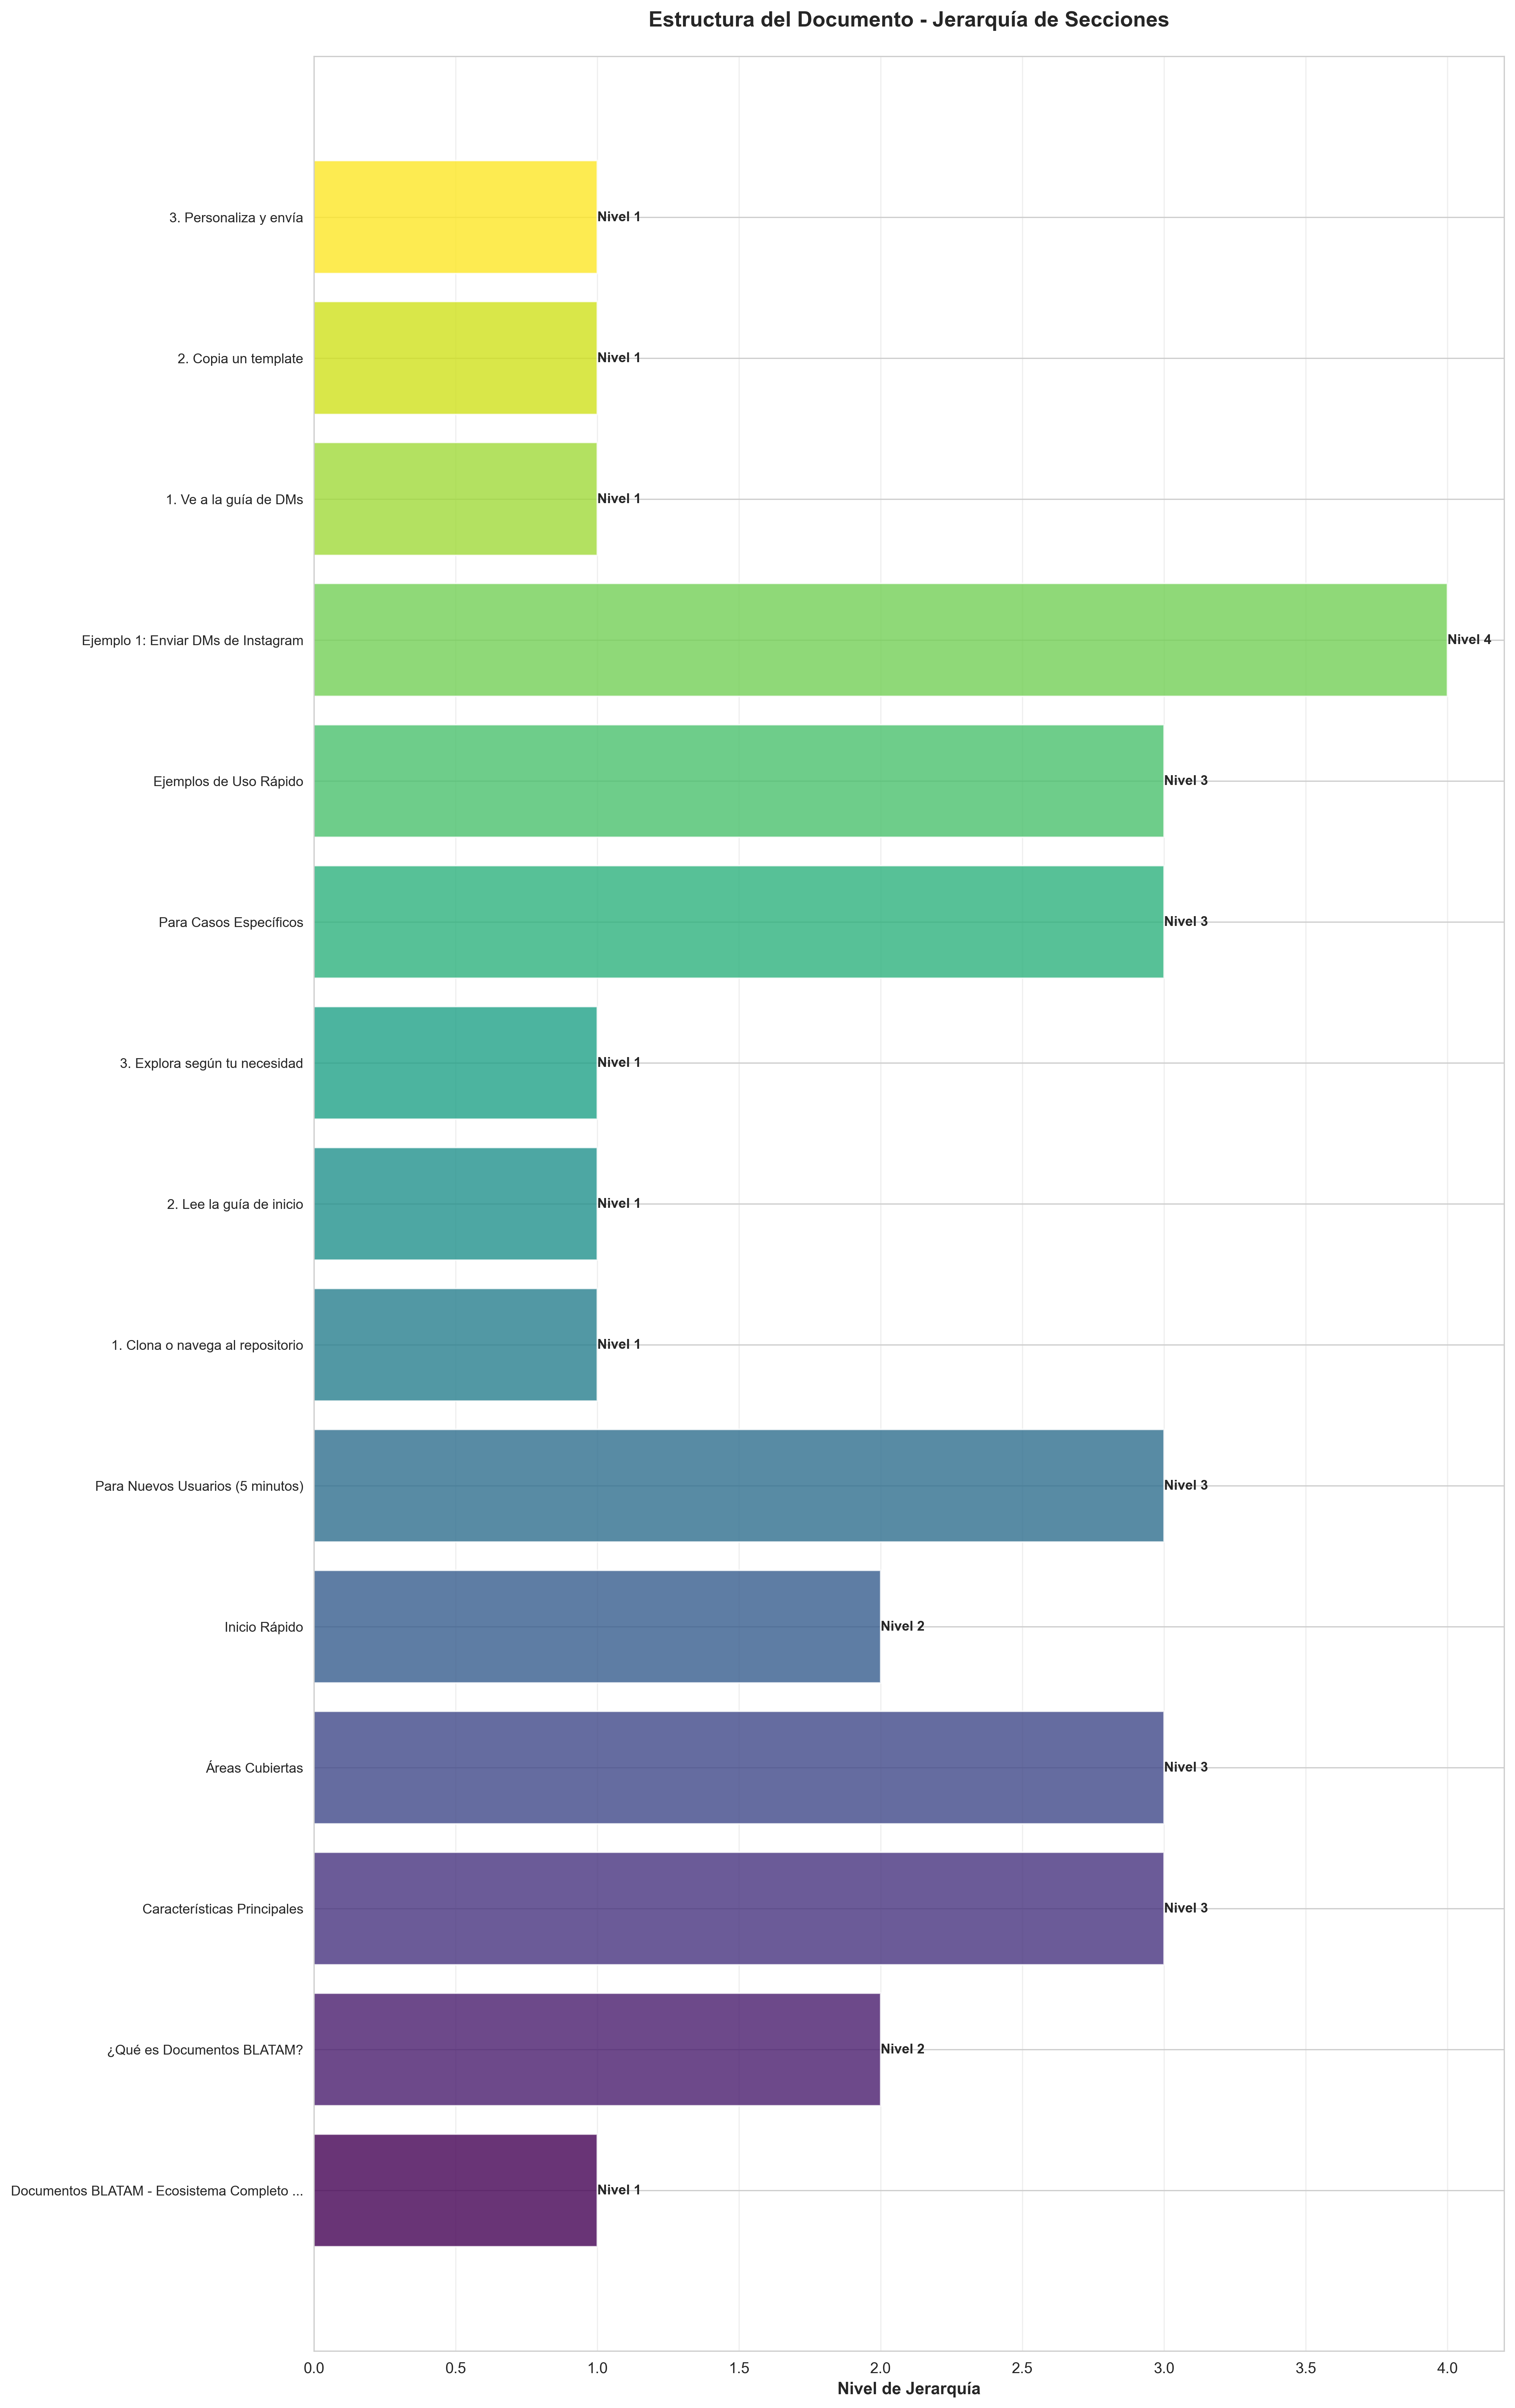 Estructura del Documento - Jerarquía de Secciones
3. Personaliza y envía
Nivel 1
2. Copia un template
Nivel 1
1. Ve a la guía de DMs
Nivel 1
Ejemplo 1: Enviar DMs de Instagram
Nivel 4
Ejemplos de Uso Rápido
Nivel 3
Para Casos Específicos
Nivel 3
3. Explora según tu necesidad
Nivel 1
2. Lee la guía de inicio
Nivel 1
1. Clona o navega al repositorio
Nivel 1
Para Nuevos Usuarios (5 minutos)
Nivel 3
Inicio Rápido
Nivel 2
Áreas Cubiertas
Nivel 3
Características Principales
Nivel 3
¿Qué es Documentos BLATAM?
Nivel 2
Documentos BLATAM - Ecosistema Completo ...
Nivel 1
0.0 0.5 1.0 1.5 2.0 2.5 3.0 3.5 4.0
Nivel de Jerarquía